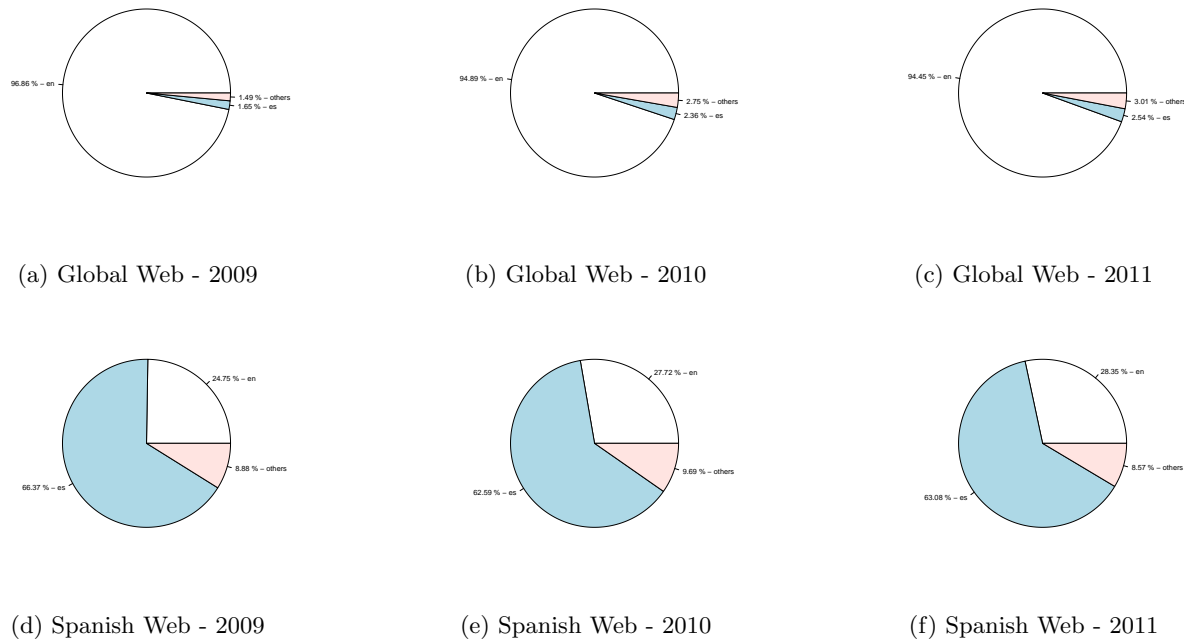 96.86 % – en
1.49 % – others
1.65 % – es
94.89 % – en
2.75 % – others
2.36 % – es
94.45 % – en
3.01 % – others
2.54 % – es
(a) Global Web - 2009
(b) Global Web - 2010
(c) Global Web - 2011
24.75 % – en
66.37 % – es
8.88 % – others
27.72 % – en
62.59 % – es
9.69 % – others
28.35 % – en
63.08 % – es
8.57 % – others
(d) Spanish Web - 2009
(e) Spanish Web - 2010
(f) Spanish Web - 2011